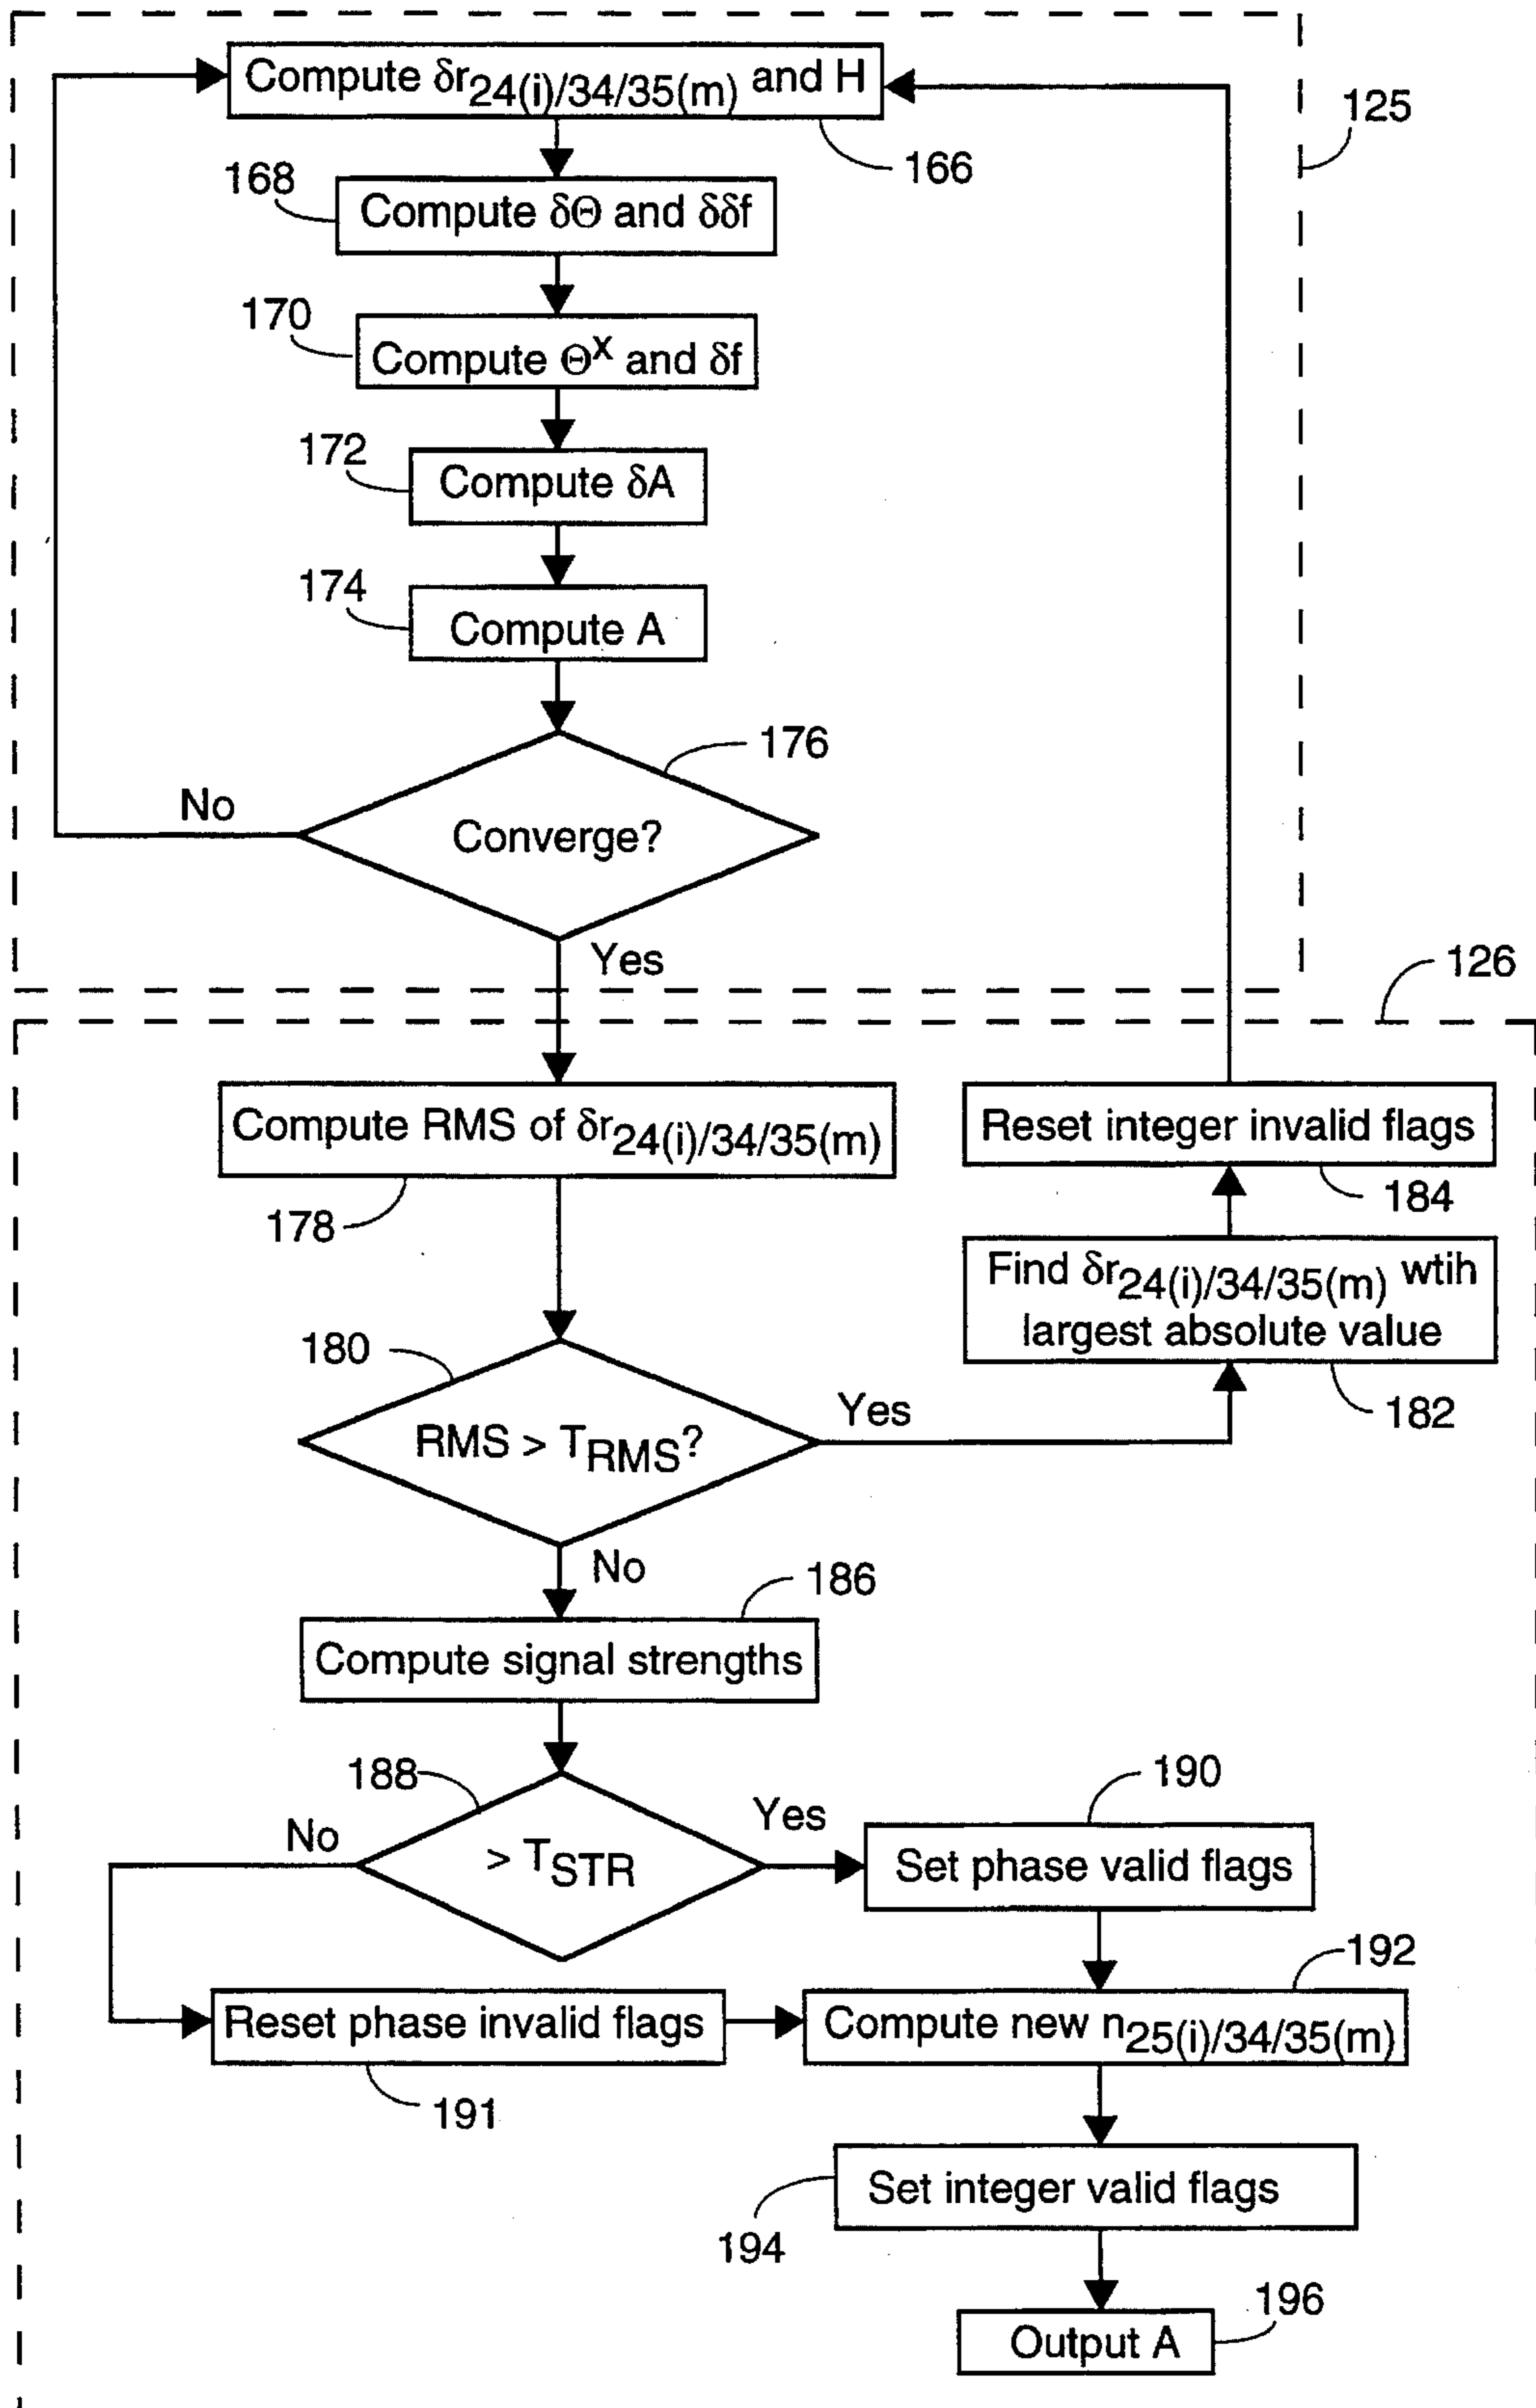 Compute δr24(i)/34/35(m) and H
125
166
168
Compute δΘ and δδf
170
Compute Θx and δf
172
Compute δA
174
Compute A
176
Converge?
No
Yes
126
Compute RMS of δr24(i)/34/35(m)
178
Reset integer invalid flags
184
Find δr24(i)/34/35(m) wtih
largest absolute value
182
180
RMS > TRMS?
Yes
No
186
Compute signal strengths
188
> TSTR
No
Yes
190
Set phase valid flags
192
Reset phase invalid flags
191
Compute new n25(i)/34/35(m)
Set integer valid flags
194
196
Output A